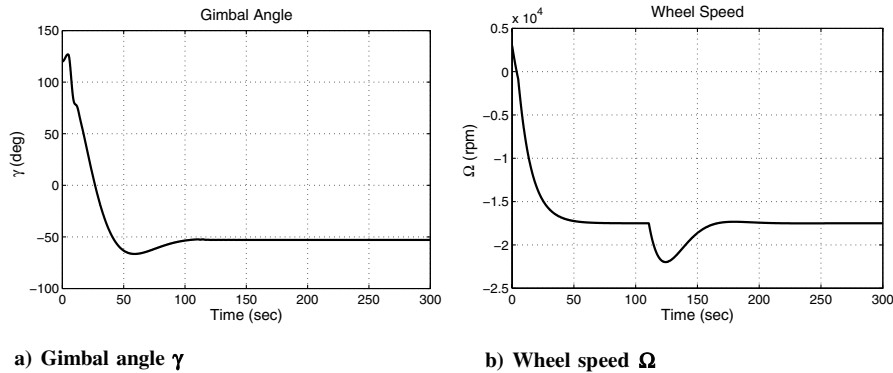 Gimbal Angle
150
100
50
0
−50
−100
γ (deg)
0 50 100 150 200 250 300
Time (sec)
a) Gimbal angle γ
Wheel Speed
x 10^4
0.5
0
−0.5
−1
−1.5
−2
−2.5
Ω (rpm)
0 50 100 150 200 250 300
Time (sec)
b) Wheel speed Ω